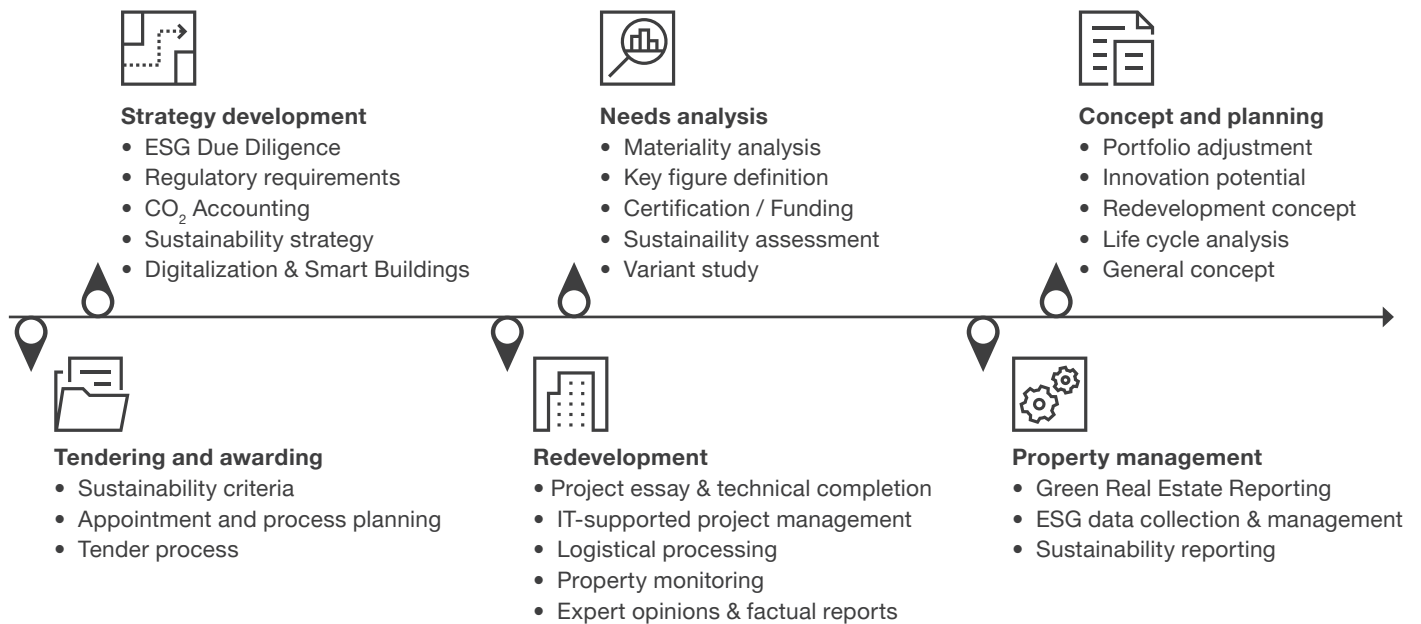 Strategy development
• ESG Due Diligence
• Regulatory requirements
• CO₂ Accounting
• Sustainability strategy
• Digitalization & Smart Buildings
Needs analysis
• Materiality analysis
• Key figure definition
• Certification / Funding
• Sustainaility assessment
• Variant study
Concept and planning
• Portfolio adjustment
• Innovation potential
• Redevelopment concept
• Life cycle analysis
• General concept
Tendering and awarding
• Sustainability criteria
• Appointment and process planning
• Tender process
Redevelopment
• Project essay & technical completion
• IT-supported project management
• Logistical processing
• Property monitoring
• Expert opinions & factual reports
Property management
• Green Real Estate Reporting
• ESG data collection & management
• Sustainability reporting